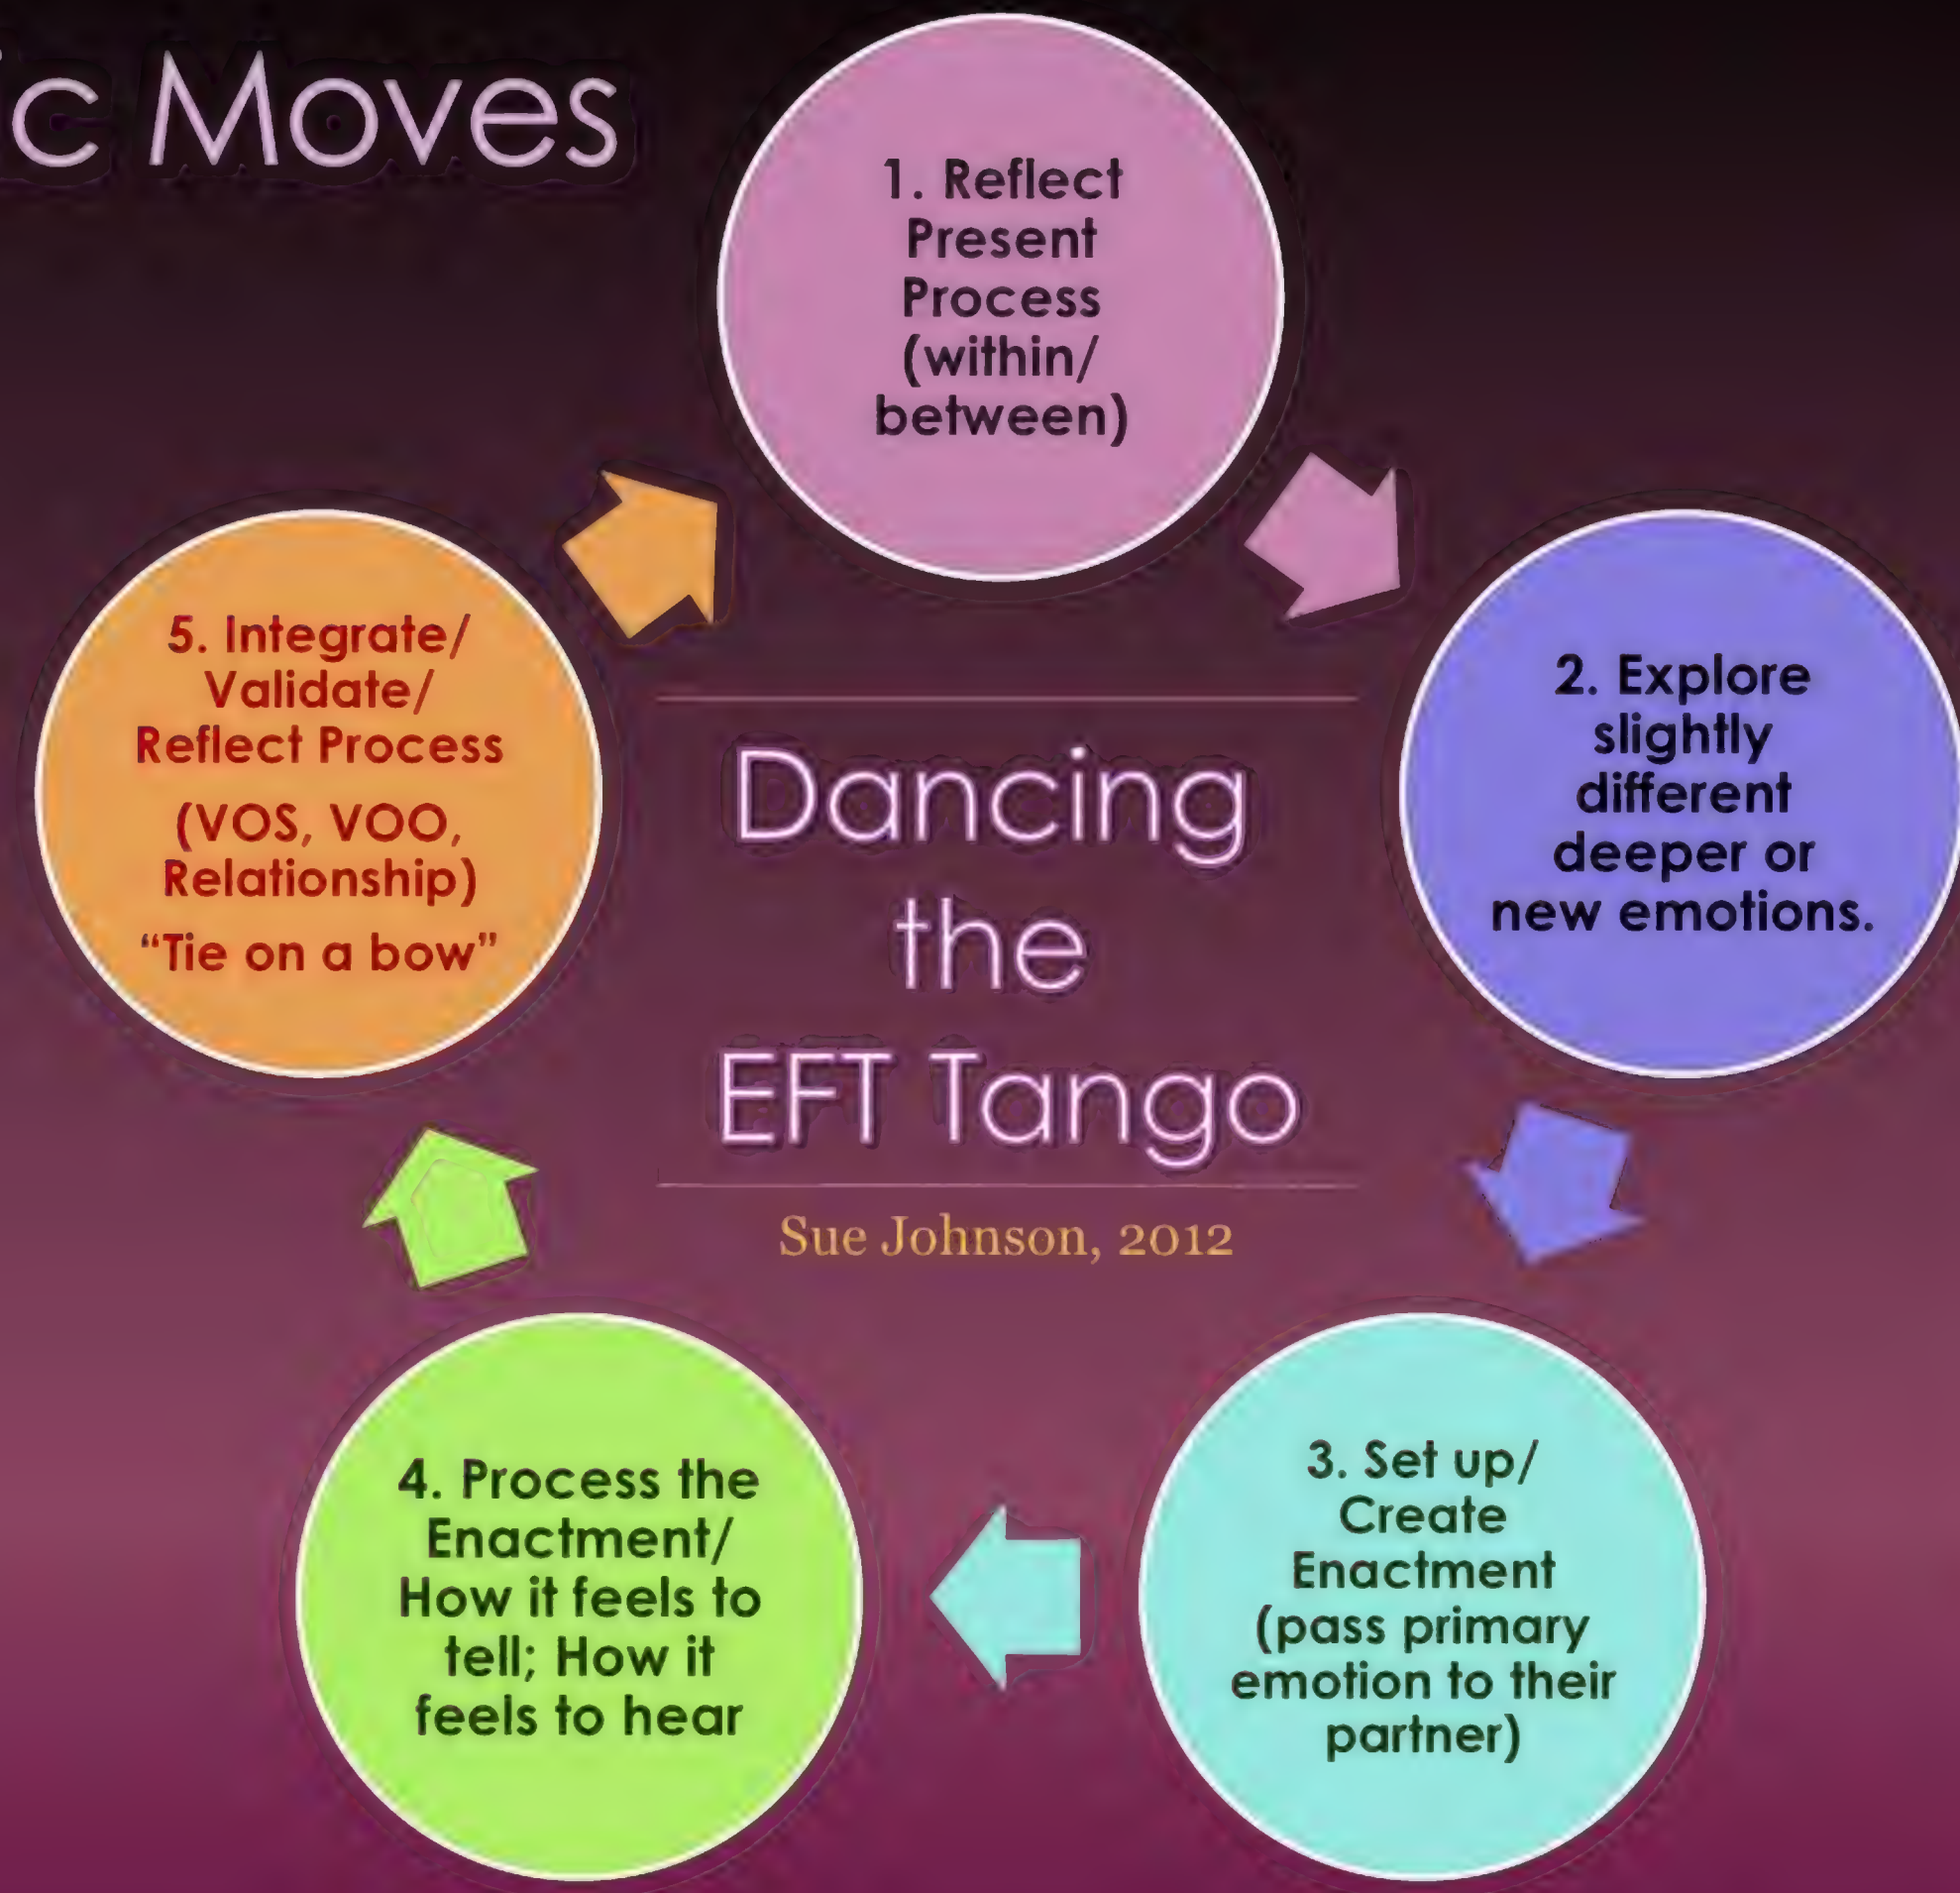 ic Moves
1. Reflect
Present
Process
(within/
between)
2. Explore
slightly
different
deeper or
new emotions.
3. Set up/
Create
Enactment
(pass primary
emotion to their
partner)
4. Process the
Enactment/
How it feels to
tell; How it
feels to hear
5. Integrate/
Validate/
Reflect Process
(VOS, VOO,
Relationship)
“Tie on a bow”
Dancing
the
EFT Tango
Sue Johnson, 2012